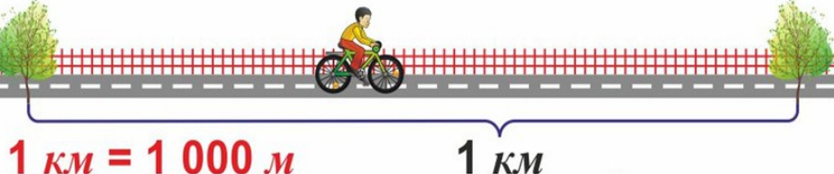 1 км = 1 000 м 1 км